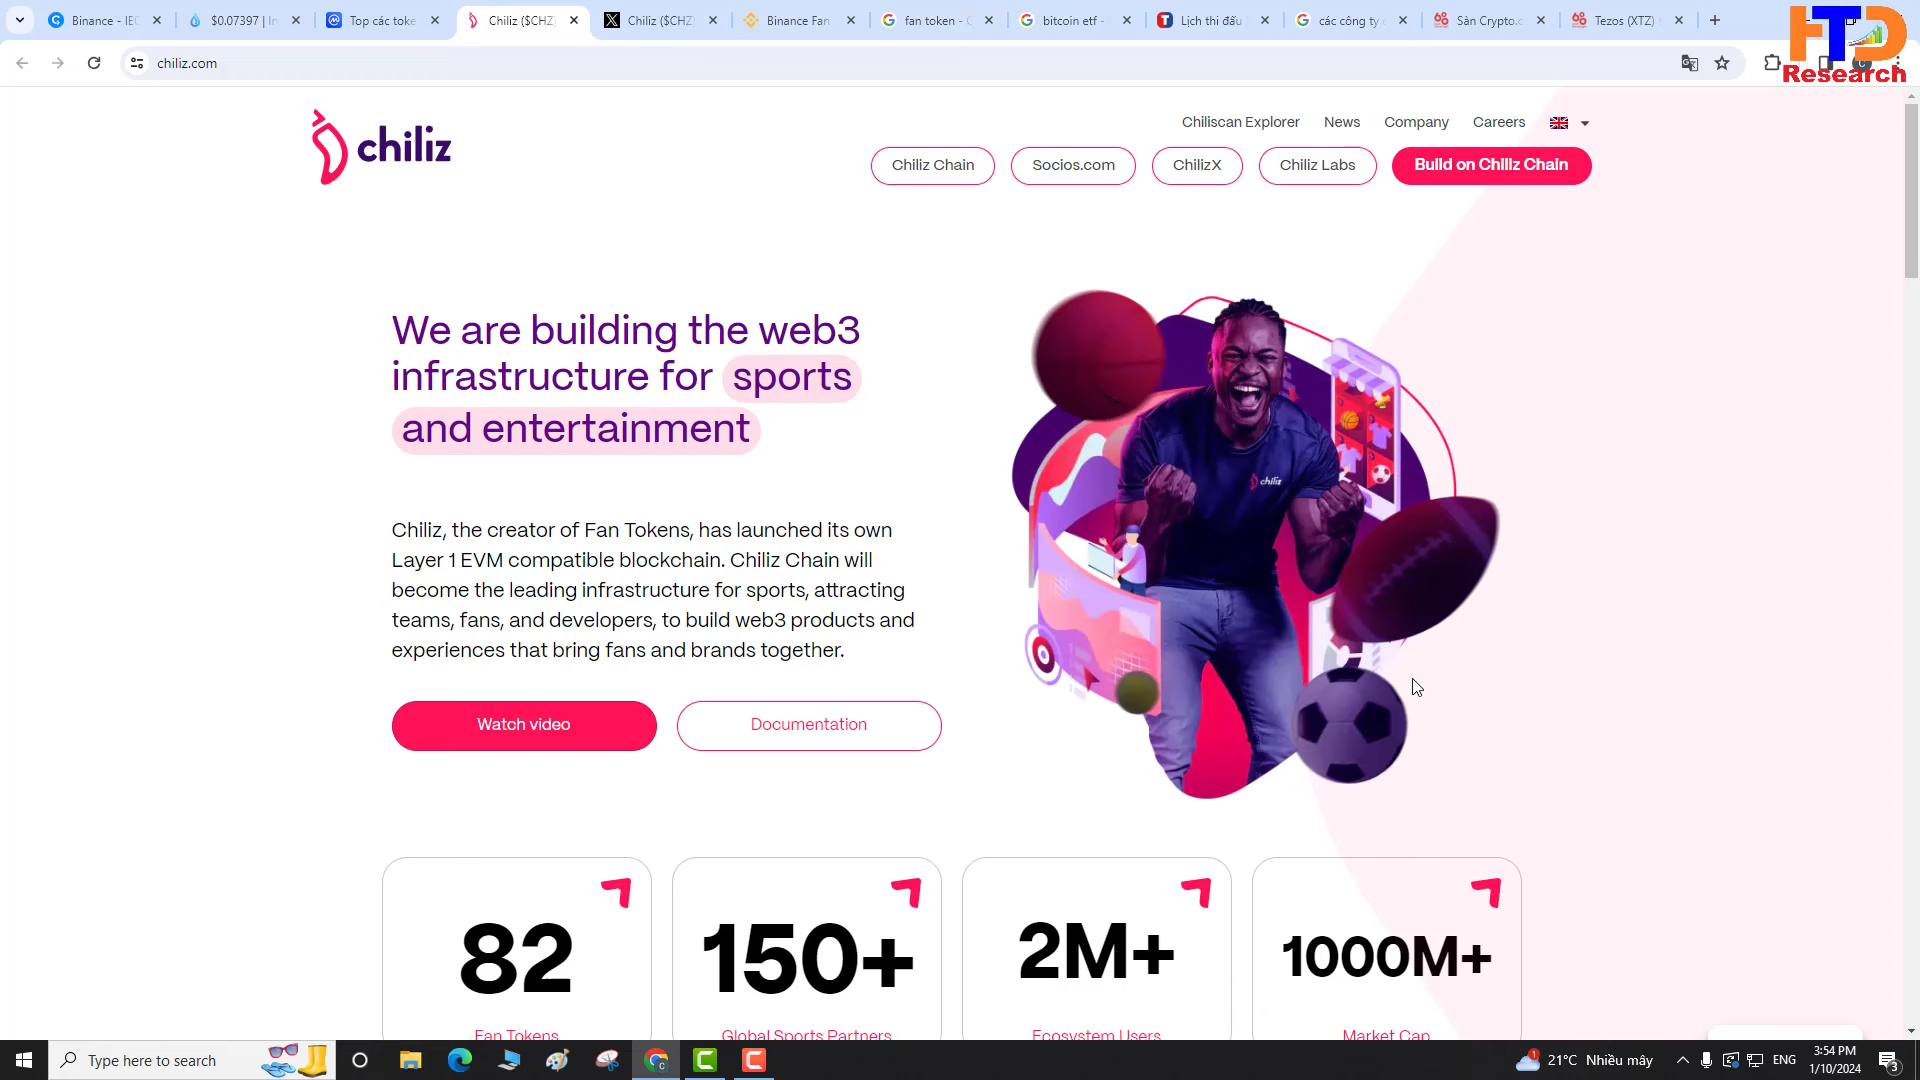 Binance - IEO
$0.07397 | In
Top các toke
Chiliz ($CHZ)
Chiliz ($CHZ)
Binance Fan
fan token - G
bitcoin etf -
Lịch thi đấu
các công ty
Sàn Crypto.c
Tezos (XTZ)
HTD
Research
chiliz.com
chiliz
Chiliscan Explorer
News
Company
Careers
Chiliz Chain
Socios.com
ChilizX
Chiliz Labs
Build on Chiliz Chain
We are building the web3
infrastructure for sports
and entertainment
chiliz
Chiliz, the creator of Fan Tokens, has launched its own
Layer 1 EVM compatible blockchain. Chiliz Chain will
become the leading infrastructure for sports, attracting
teams, fans, and developers, to build web3 products and
experiences that bring fans and brands together.
Watch video
Documentation
82
Fan Tokens
150+
Global Sports Partners
2M+
Ecosystem Users
1000M+
Market Cap
Type here to search
21°C Nhiều mây
ENG
3:54 PM
1/10/2024
3